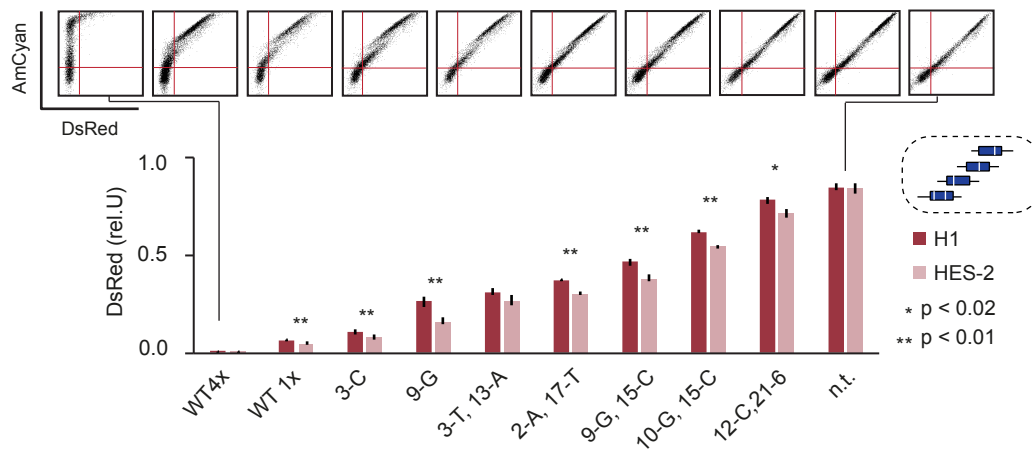 AmCyan
DsRed
DsRed (rel.U)
1.0
0.5
0.0
WT4x
WT 1x
3-C
9-G
3-T, 13-A
2-A, 17-T
9-G, 15-C
10-G, 15-C
12-C,21-6
n.t.
**
**
**
**
**
**
*
H1
HES-2
* p < 0.02
** p < 0.01